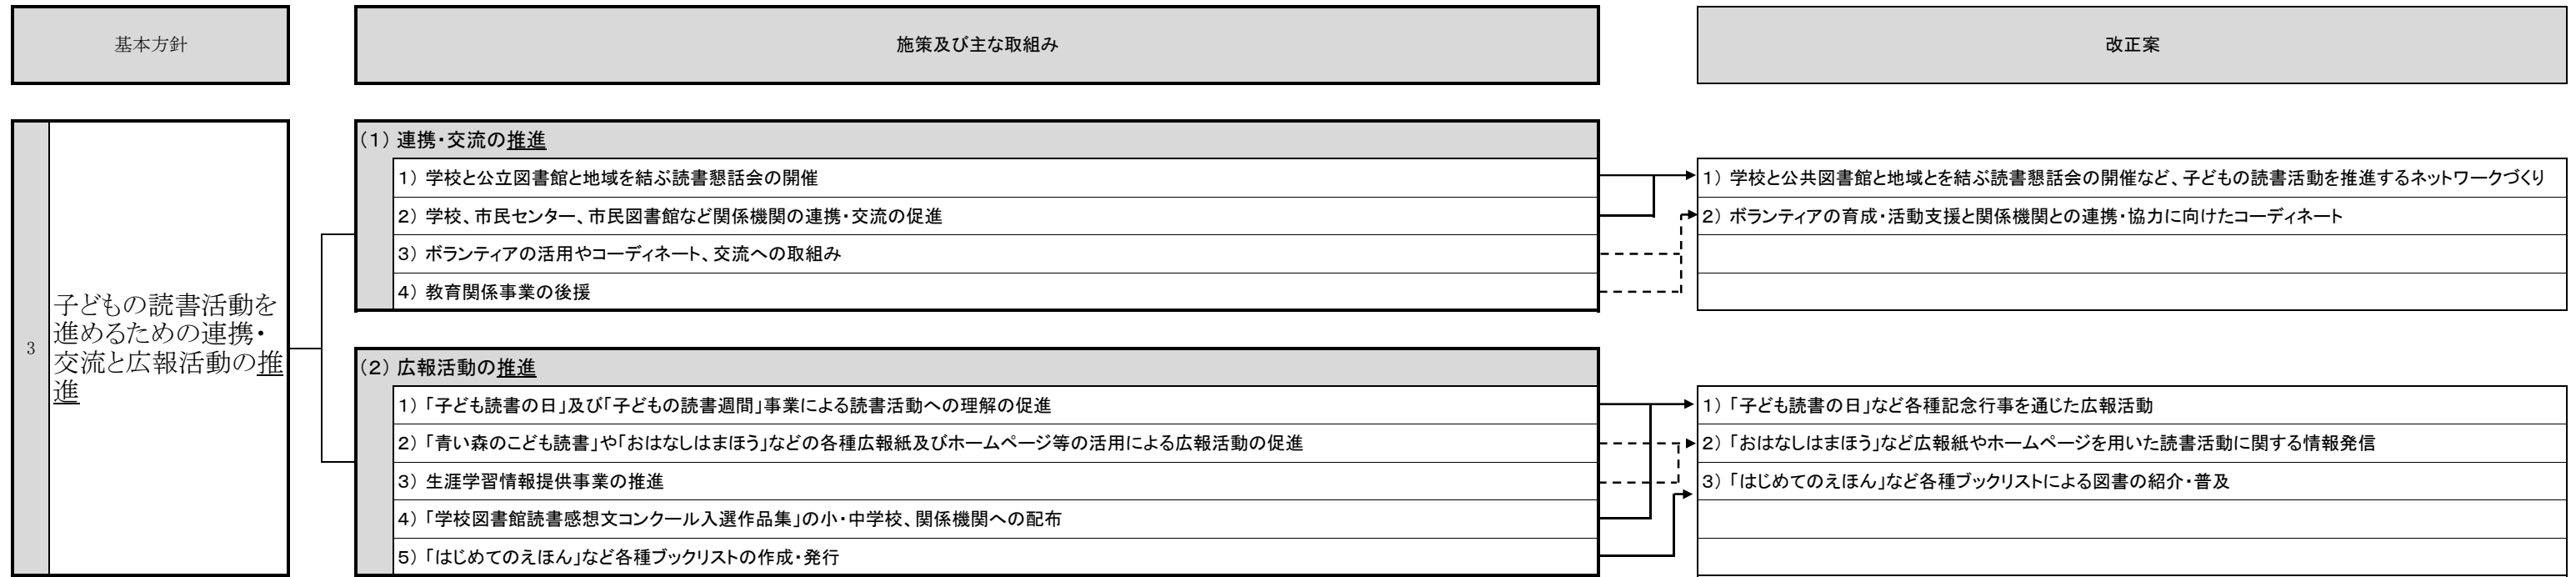 基本方針
施策及び主な取組み
改正案
3
子どもの読書活動を
進めるための連携・
交流と広報活動の推
進
(1) 連携・交流の推進
1) 学校と公立図書館と地域を結ぶ読書懇話会の開催
2) 学校、市民センター、市民図書館など関係機関の連携・交流の促進
3) ボランティアの活用やコーディネート、交流への取組み
4) 教育関係事業の後援
1) 学校と公共図書館と地域とを結ぶ読書懇話会の開催など、子どもの読書活動を推進するネットワークづくり
2) ボランティアの育成・活動支援と関係機関との連携・協力に向けたコーディネート
(2) 広報活動の推進
1) 「子ども読書の日」及び「子どもの読書週間」事業による読書活動への理解の促進
2) 「青い森のこども読書」や「おはなしはまほう」などの各種広報紙及びホームページ等の活用による広報活動の促進
3) 生涯学習情報提供事業の推進
4) 「学校図書館読書感想文コンクール入選作品集」の小・中学校、関係機関への配布
5) 「はじめてのえほん」など各種ブックリストの作成・発行
1) 「子ども読書の日」など各種記念行事を通じた広報活動
2) 「おはなしはまほう」など広報紙やホームページを用いた読書活動に関する情報発信
3) 「はじめてのえほん」など各種ブックリストによる図書の紹介・普及